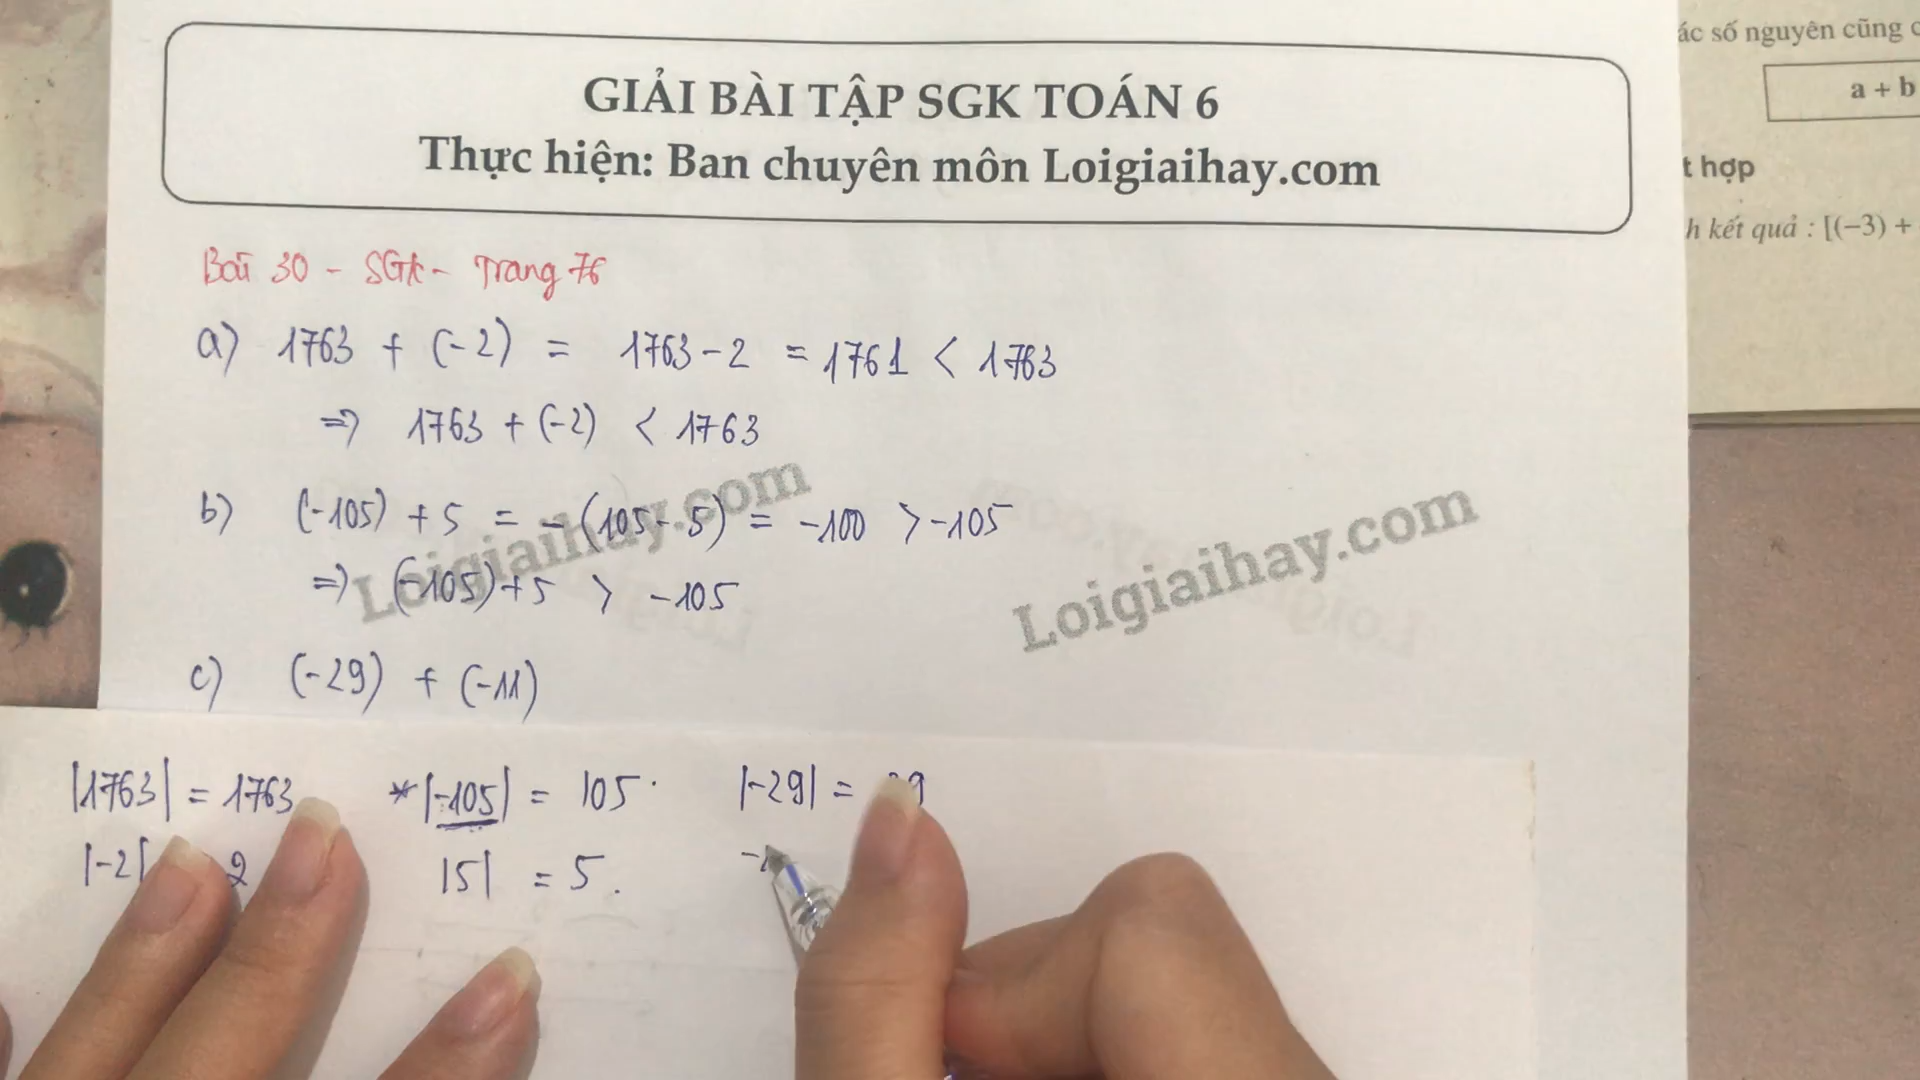 GIẢI BÀI TẬP SGK TOÁN 6
Thực hiện: Ban chuyên môn Loigiaihay.com
ác số nguyên cũng
a + b
t hợp
h kết quả : [(−3) +
Bài 30 - SGK - Trang 76
a) 1763 + (-2) = 1763 - 2 = 1761 < 1763
=> 1763 + (-2) < 1763
b) (-105) + 5 = - (105 - 5) = -100 > -105
=> (-105) + 5 > -105
Loigiaihay.com
Loigiaihay.com
c) (-29) + (-11)
|1763| = 1763 * |-105| = 105 . |-29| =
|-2| 2 |5| = 5 .